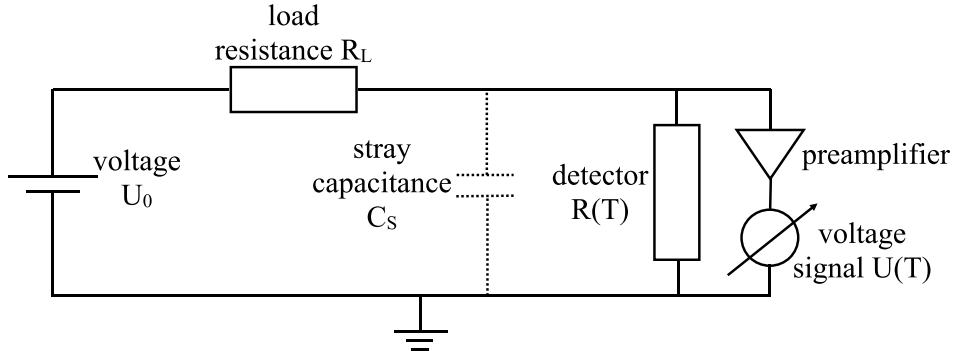 load
resistance R_L
voltage
U_0
stray
capacitance
C_S
detector
R(T)
preamplifier
voltage
signal U(T)